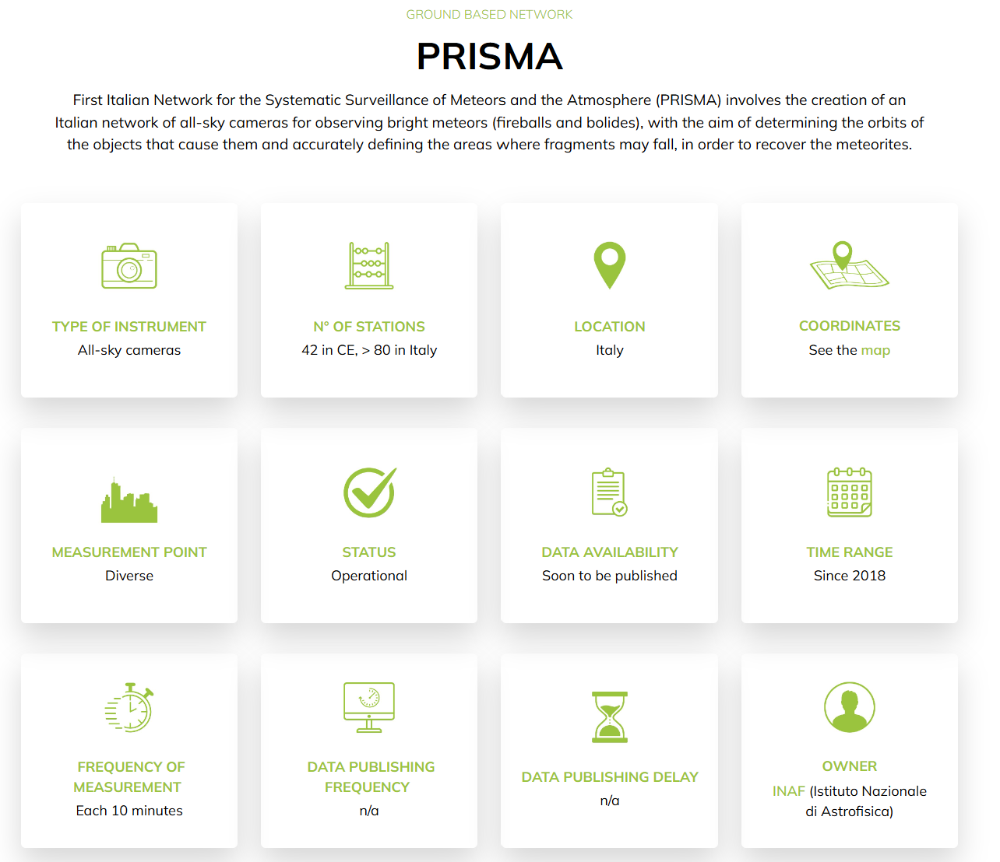 GROUND BASED NETWORK
PRISMA
First Italian Network for the Systematic Surveillance of Meteors and the Atmosphere (PRISMA) involves the creation of an
Italian network of all-sky cameras for observing bright meteors (fireballs and bolides), with the aim of determining the orbits of
the objects that cause them and accurately defining the areas where fragments may fall, in order to recover the meteorites.
TYPE OF INSTRUMENT
All-sky cameras
N° OF STATIONS
42 in CE, > 80 in Italy
LOCATION
Italy
COORDINATES
See the map
MEASUREMENT POINT
Diverse
STATUS
Operational
DATA AVAILABILITY
Soon to be published
TIME RANGE
Since 2018
FREQUENCY OF
MEASUREMENT
Each 10 minutes
DATA PUBLISHING
FREQUENCY
n/a
DATA PUBLISHING DELAY
n/a
OWNER
INAF (Istituto Nazionale
di Astrofisica)